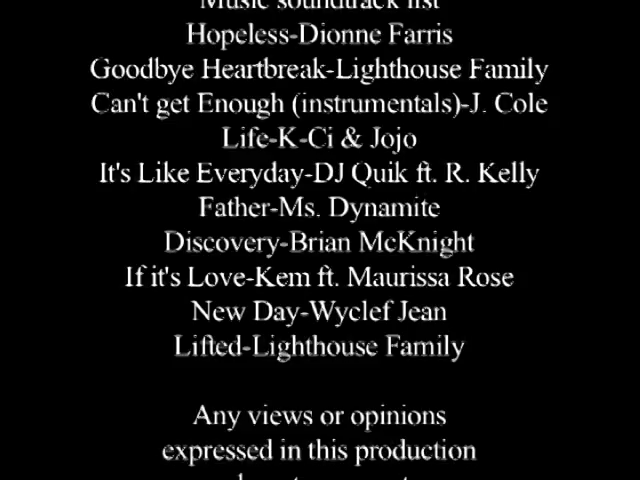 Music soundtrack list
Hopeless-Dionne Farris
Goodbye Heartbreak-Lighthouse Family
Can't get Enough (instrumentals)-J. Cole
Life-K-Ci & Jojo
It's Like Everyday-DJ Quik ft. R. Kelly
Father-Ms. Dynamite
Discovery-Brian McKnight
If it's Love-Kem ft. Maurissa Rose
New Day-Wyclef Jean
Lifted-Lighthouse Family
Any views or opinions
expressed in this production